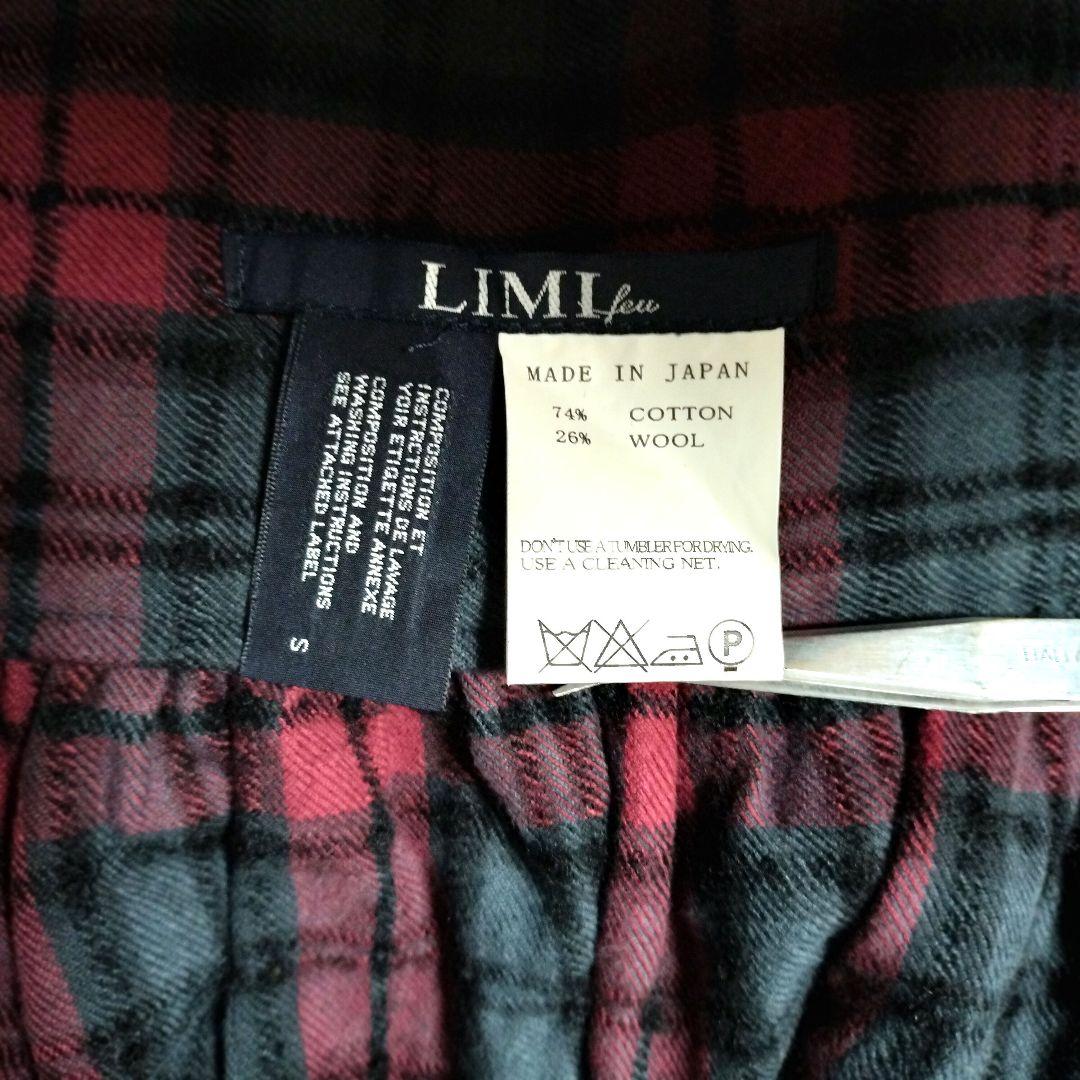 LIMI feu
COMPOSITION ET
INSTRUCTIONS DE LAVAGE
VOIR ETIQETTE ANNEXE
COMPOSITION AND
WASHING INSTRUCTIONS
SEE ATTACHED LABEL
S
MADE IN JAPAN
74% COTTON
26% WOOL
DON'T USE A TUMBLER FOR DRYING.
USE A CLEANING NET.
P